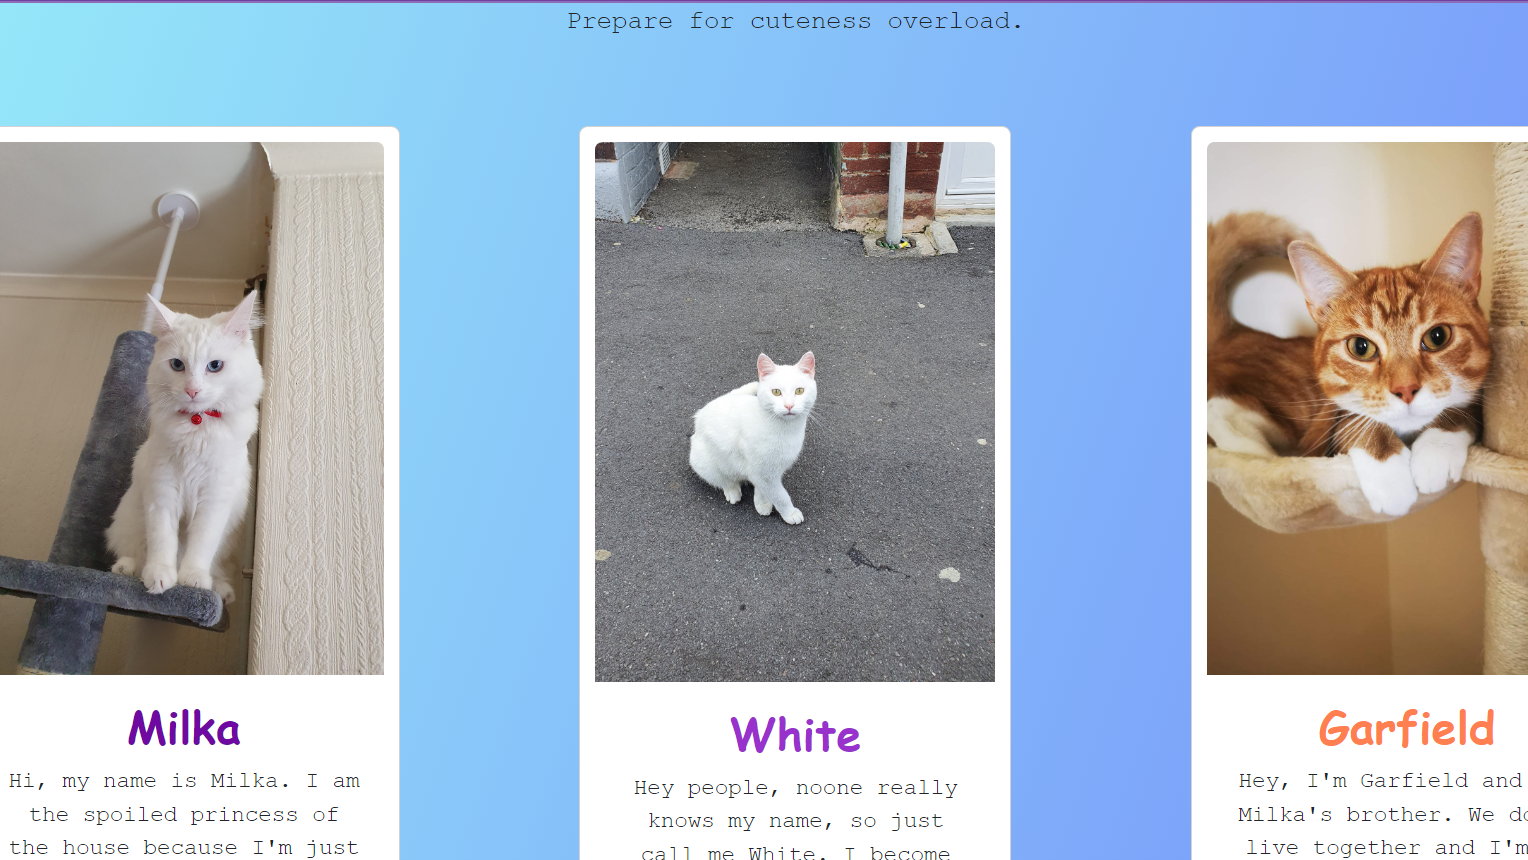 Prepare for cuteness overload.
Milka
Hi, my name is Milka. I am
the spoiled princess of
the house because I'm just
White
Hey people, noone really
knows my name, so just
call me White. I become
Garfield
Hey, I'm Garfield and
Milka's brother. We do
live together and I'm